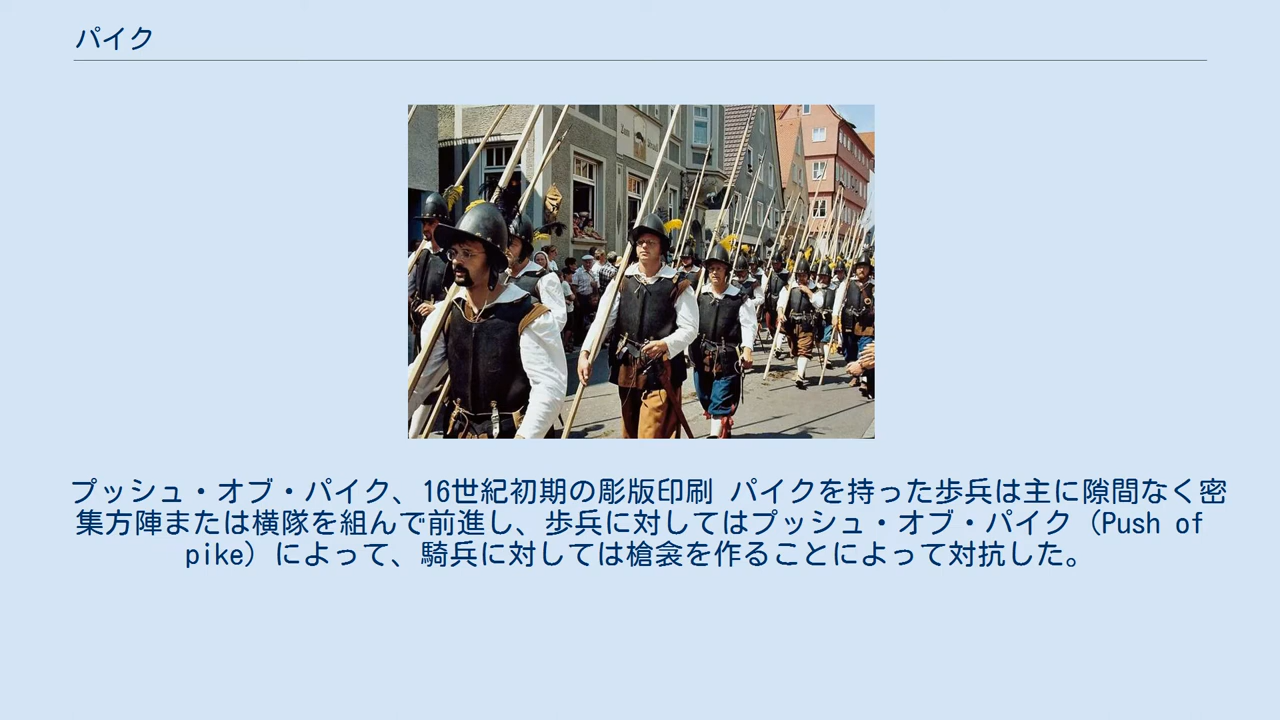 パイク
プッシュ・オブ・パイク、16世紀初期の彫版印刷 パイクを持った歩兵は主に隙間なく密
集方陣または横隊を組んで前進し、歩兵に対してはプッシュ・オブ・パイク（Push of
pike）によって、騎兵に対しては槍衾を作ることによって対抗した。